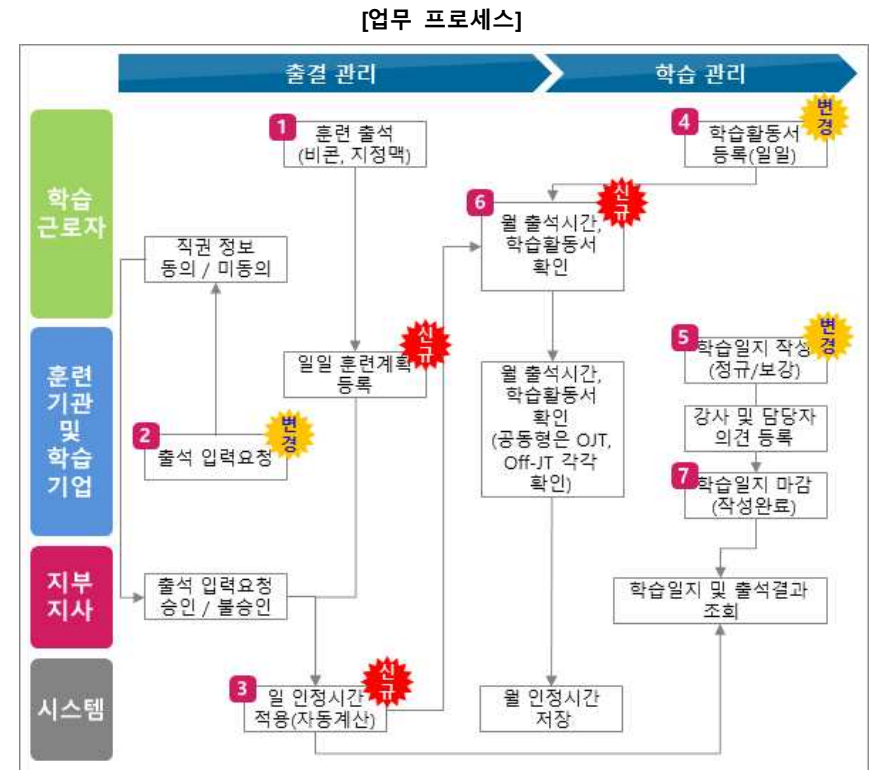 [업무 프로세스]
출결 관리
학습 관리
학습
근로자
1
훈련 출석
(비콘, 지정맥)
4
변경
학습활동서
등록(일일)
6
신규
월 출석시간,
학습활동서
확인
직권 정보
동의 / 미동의
훈련
기관
및
학습
기업
신규
일일 훈련계획
등록
2
변경
출석 입력요청
월 출석시간,
학습활동서
확인
(공동형은 OJT,
Off-JT 각각
확인)
5
변경
학습일지 작성
(정규/보강)
강사 및 담당자
의견 등록
7
학습일지 마감
(작성완료)
지부
지사
출석 입력요청
승인 / 불승인
학습일지 및 출석결과
조회
시스템
3
신규
일 인정시간
적용(자동계산)
월 인정시간
저장